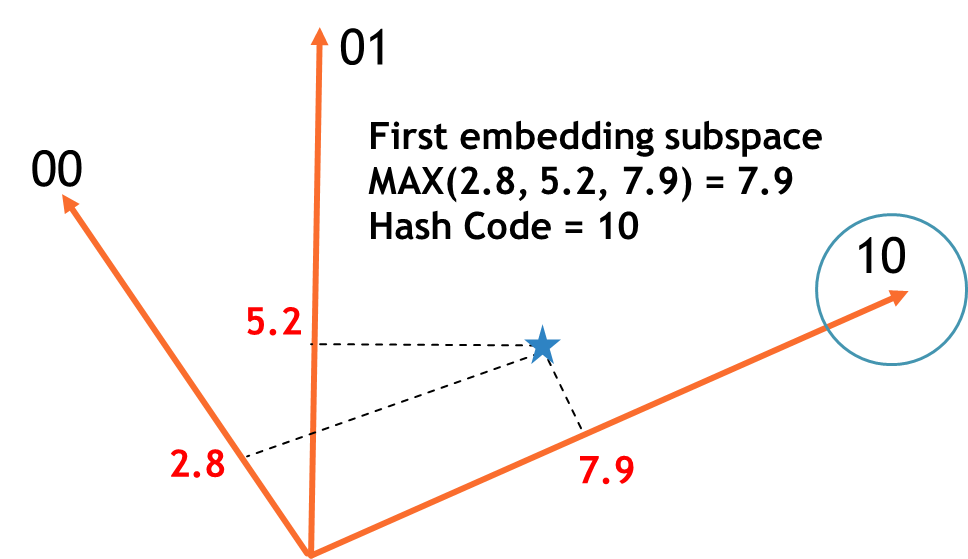 01
First embedding subspace
MAX(2.8, 5.2, 7.9) = 7.9
Hash Code = 10
00
10
5.2
2.8
7.9